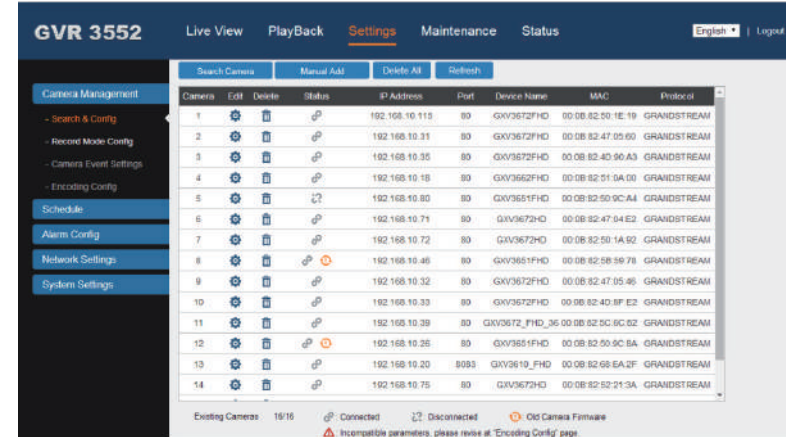 GVR 3552 Live View PlayBack Settings Maintenance Status English | Logout
Search Camera Manual Add Delete All Refresh
Camera Management
- Search & Config
- Record Mode Config
- Camera Event Settings
- Encoding Config
Schedule
Alarm Config
Network Settings
System Settings
Camera Edit Delete Status IP Address Port Device Name MAC Protocol
1 192.168.10.115 80 GXV3672FHD 00:0B:82:50:1E:19 GRANDSTREAM
2 192.168.10.31 80 GXV3672FHD 00:0B:82:47:05:60 GRANDSTREAM
3 192.168.10.35 80 GXV3672FHD 00:0B:82:4D:90:A3 GRANDSTREAM
4 192.168.10.18 80 GXV3662FHD 00:0B:82:51:0A:00 GRANDSTREAM
5 192.168.10.80 80 GXV3651FHD 00:0B:82:50:9C:A4 GRANDSTREAM
6 192.168.10.71 80 GXV3672HD 00:0B:82:47:04:E2 GRANDSTREAM
7 192.168.10.72 80 GXV3672HD 00:0B:82:50:1A:92 GRANDSTREAM
8 192.168.10.46 80 GXV3651FHD 00:0B:82:5B:59:78 GRANDSTREAM
9 192.168.10.32 80 GXV3672FHD 00:0B:82:47:05:46 GRANDSTREAM
10 192.168.10.33 80 GXV3672FHD 00:0B:82:4D:8F:E2 GRANDSTREAM
11 192.168.10.39 80 GXV3672_FHD_36 00:0B:82:5C:8C:62 GRANDSTREAM
12 192.168.10.26 80 GXV3651FHD 00:0B:82:50:9C:8A GRANDSTREAM
13 192.168.10.20 8083 GXV3610_FHD 00:0B:82:68:EA:2F GRANDSTREAM
14 192.168.10.75 80 GXV3672HD 00:0B:82:52:21:3A GRANDSTREAM
Existing Cameras 16/16 : Connected : Disconnected : Old Camera Firmware
: Incompatible parameters, please revise at "Encoding Config" page.